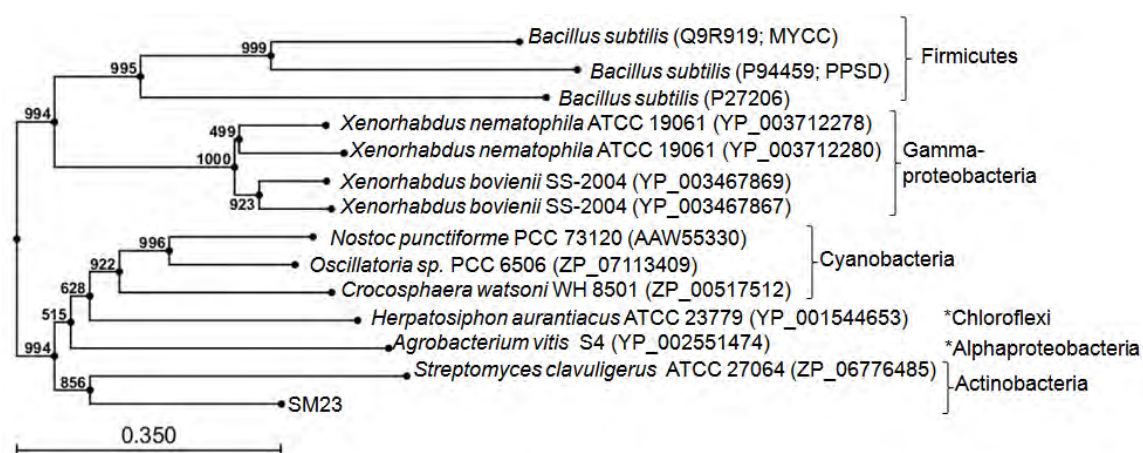 999
Bacillus subtilis (Q9R919; MYCC)
995
Bacillus subtilis (P94459; PPSD)
Firmicutes
Bacillus subtilis (P27206)
994
499
Xenorhabdus nematophila ATCC 19061 (YP_003712278)
Xenorhabdus nematophila ATCC 19061 (YP_003712280)
1000
Xenorhabdus bovienii SS-2004 (YP_003467869)
923
Xenorhabdus bovienii SS-2004 (YP_003467867)
Gamma-
proteobacteria
996
Nostoc punctiforme PCC 73120 (AAW55330)
922
Oscillatoria sp. PCC 6506 (ZP_07113409)
Cyanobacteria
628
Crocosphaera watsoni WH 8501 (ZP_00517512)
515
Herpatosiphon aurantiacus ATCC 23779 (YP_001544653)
*Chloroflexi
Agrobacterium vitis S4 (YP_002551474)
*Alphaproteobacteria
994
Streptomyces clavuligerus ATCC 27064 (ZP_06776485)
Actinobacteria
856
SM23
0.350